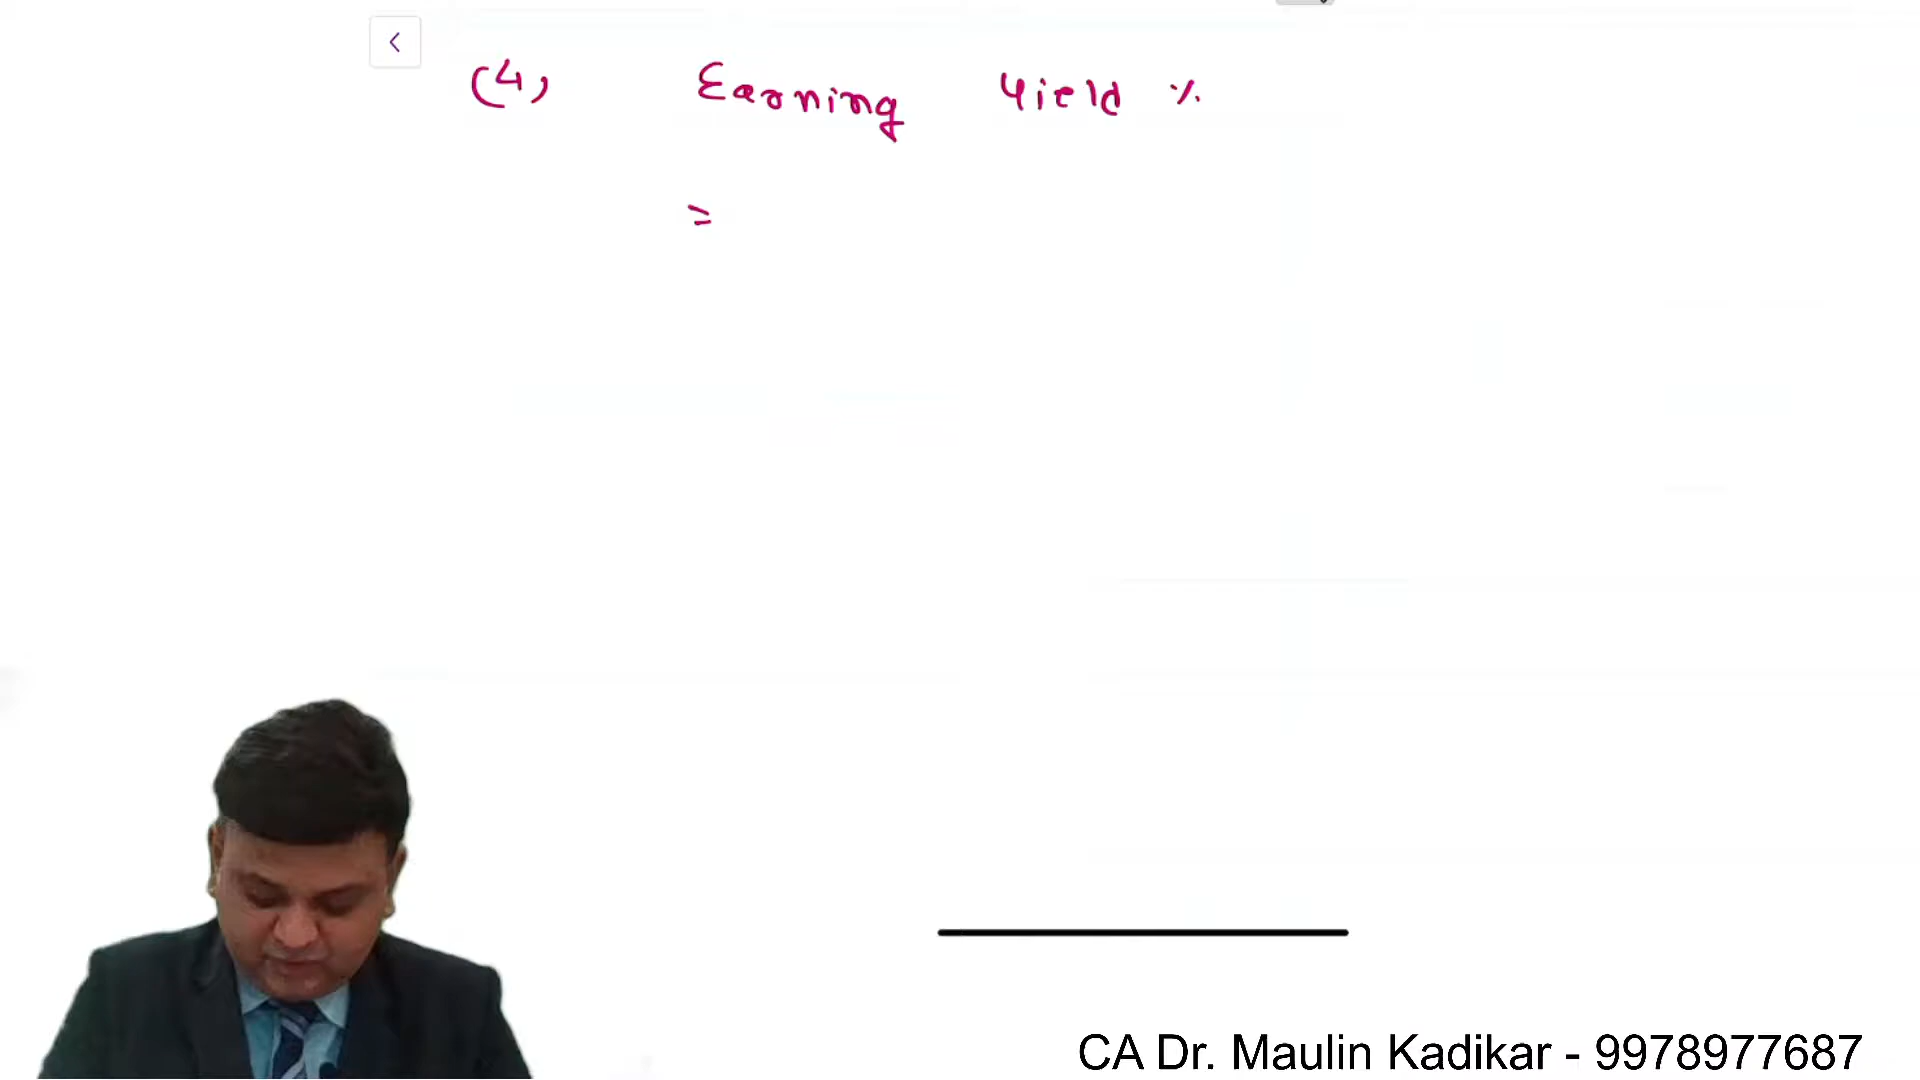 (4) Earning Yield %
=
CA Dr. Maulin Kadikar - 9978977687